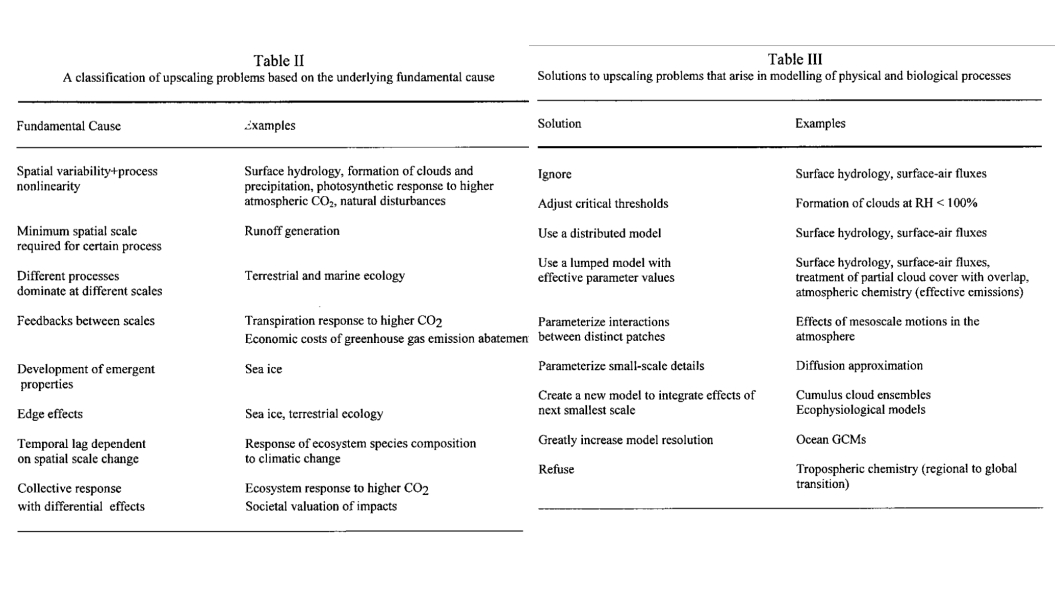 Table II
A classification of upscaling problems based on the underlying fundamental cause
Fundamental Cause Examples
Spatial variability+process Surface hydrology, formation of clouds and
nonlinearity precipitation, photosynthetic response to higher
atmospheric CO2, natural disturbances
Minimum spatial scale Runoff generation
required for certain process
Different processes Terrestrial and marine ecology
dominate at different scales
Feedbacks between scales Transpiration response to higher CO2
Economic costs of greenhouse gas emission abatemen
Development of emergent Sea ice
properties
Edge effects Sea ice, terrestrial ecology
Temporal lag dependent Response of ecosystem species composition
on spatial scale change to climatic change
Collective response Ecosystem response to higher CO2
with differential effects Societal valuation of impacts
Table III
Solutions to upscaling problems that arise in modelling of physical and biological processes
Solution Examples
Ignore Surface hydrology, surface-air fluxes
Adjust critical thresholds Formation of clouds at RH < 100%
Use a distributed model Surface hydrology, surface-air fluxes
Use a lumped model with Surface hydrology, surface-air fluxes,
effective parameter values treatment of partial cloud cover with overlap,
atmospheric chemistry (effective emissions)
Parameterize interactions Effects of mesoscale motions in the
between distinct patches atmosphere
Parameterize small-scale details Diffusion approximation
Create a new model to integrate effects of Cumulus cloud ensembles
next smallest scale Ecophysiological models
Greatly increase model resolution Ocean GCMs
Refuse Tropospheric chemistry (regional to global
transition)